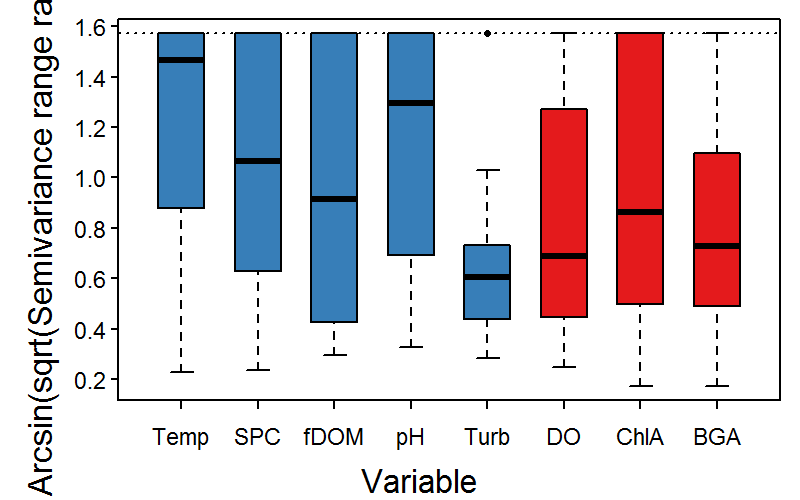 Arcsin(sqrt(Semivariance range ra
1.6
1.4
1.2
1.0
0.8
0.6
0.4
0.2
Temp SPC fDOM pH Turb DO ChlA BGA
Variable